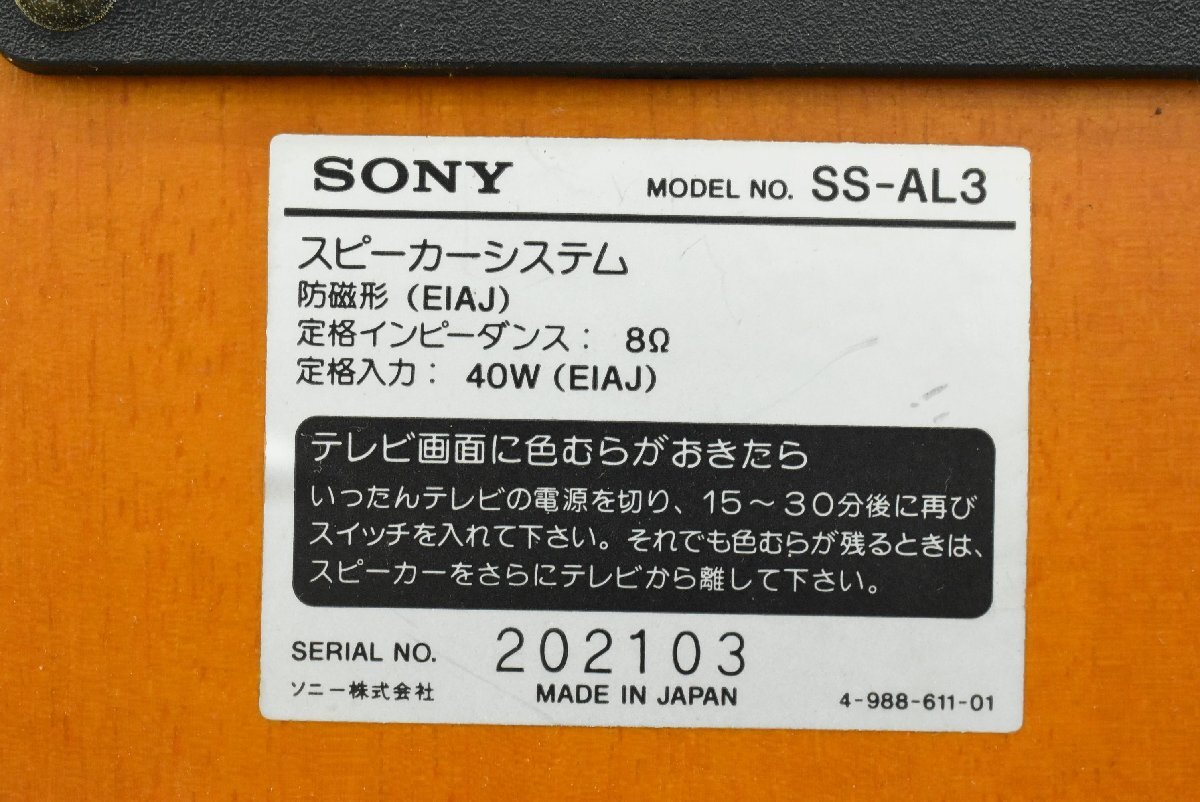 SONY MODEL NO. SS-AL3
スピーカーシステム
防磁形 (EIAJ)
定格インピーダンス: 8Ω
定格入力: 40W (EIAJ)
テレビ画面に色むらがおきたら
いったんテレビの電源を切り、15〜30分後に再び
スイッチを入れて下さい。それでも色むらが残るときは、
スピーカーをさらにテレビから離して下さい。
SERIAL NO. 202103
ソニー株式会社 MADE IN JAPAN 4-988-611-01